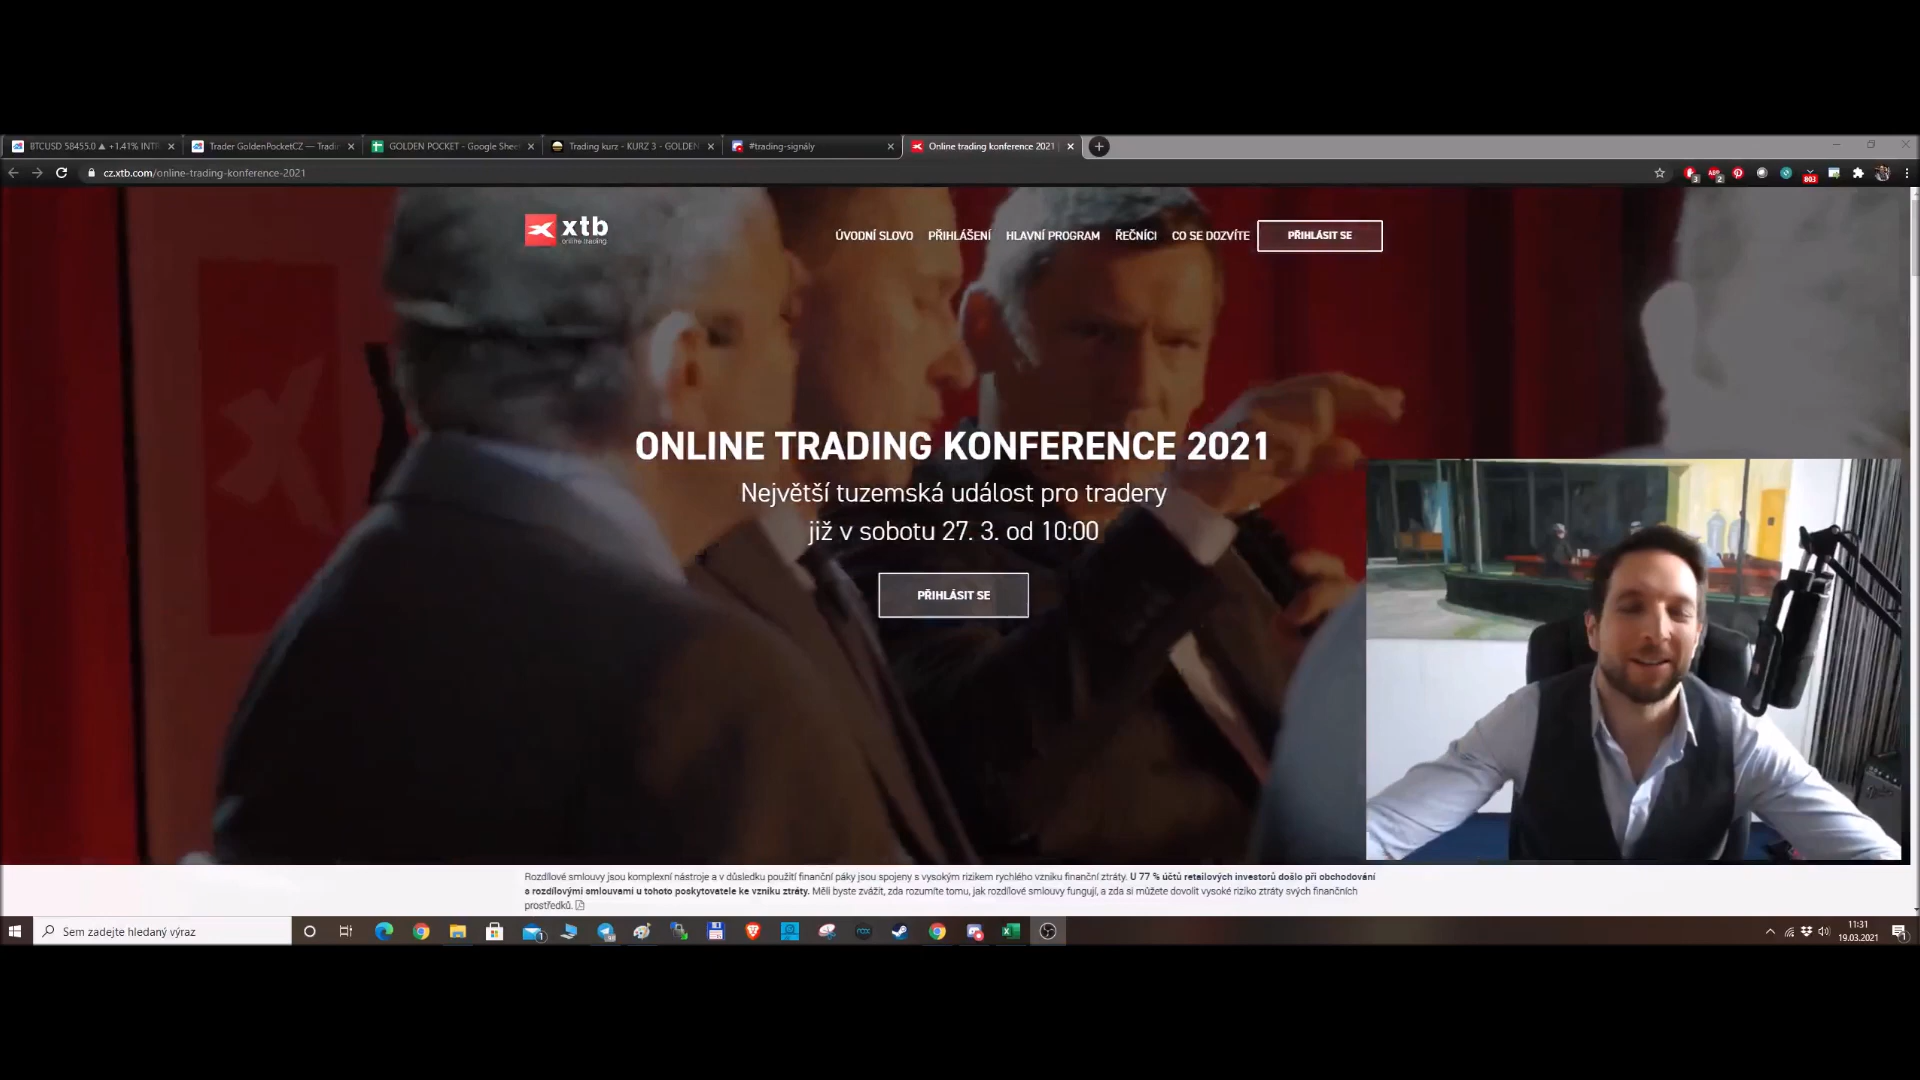 BTCUSD 58455.0 ▲ +1.41% INTR
Trader GoldenPocketCZ — Tradin
GOLDEN POCKET - Google Sheet
Trading kurz - KURZ 3 - GOLDEN
#trading-signály
Online trading konference 2021
cz.xtb.com/online-trading-konference-2021
xtb
online trading
ÚVODNÍ SLOVO
PŘIHLÁŠENÍ
HLAVNÍ PROGRAM
ŘEČNÍCI
CO SE DOZVÍTE
PŘIHLÁSIT SE
ONLINE TRADING KONFERENCE 2021
Největší tuzemská událost pro tradery
již v sobotu 27. 3. od 10:00
PŘIHLÁSIT SE
Rozdílové smlouvy jsou komplexní nástroje a v důsledku použití finanční páky jsou spojeny s vysokým rizikem rychlého vzniku finanční ztráty. U 77 % účtů retailových investorů došlo při obchodování
s rozdílovými smlouvami u tohoto poskytovatele ke vzniku ztráty. Měli byste zvážit, zda rozumíte tomu, jak rozdílové smlouvy fungují, a zda si můžete dovolit vysoké riziko ztráty svých finančních
prostředků.
Sem zadejte hledaný výraz
11:31
19.03.2021